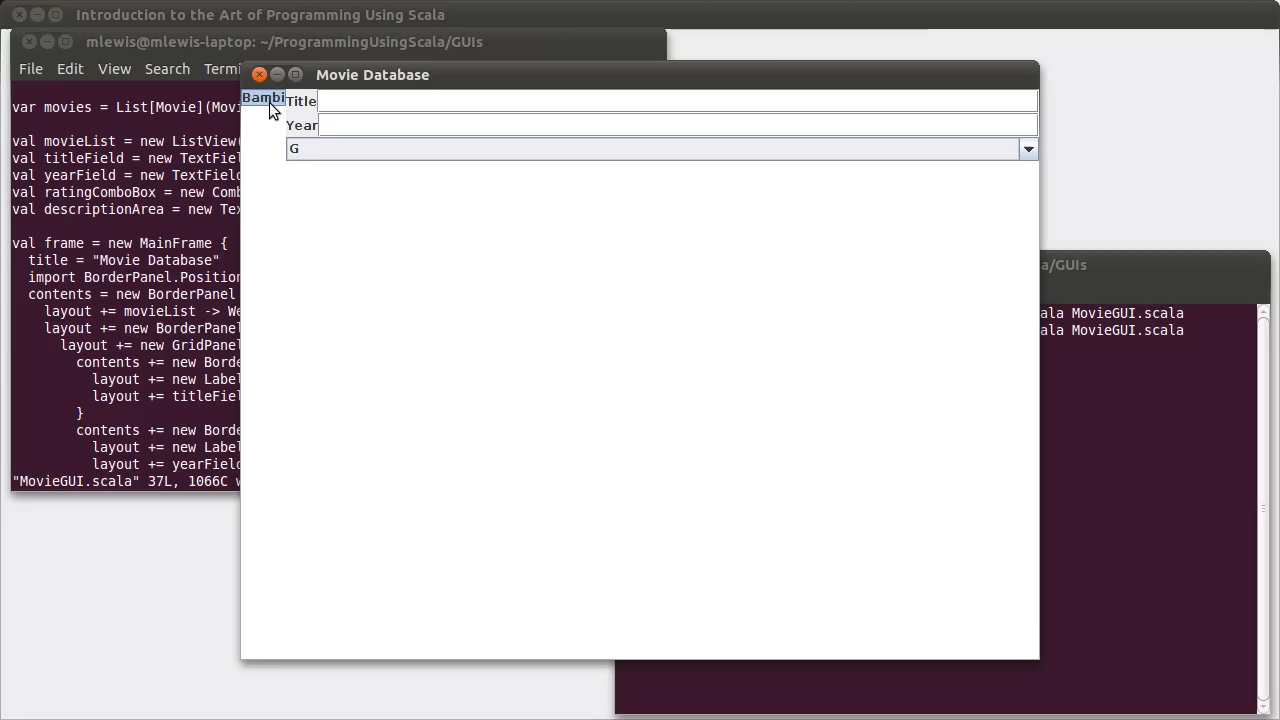 Introduction to the Art of Programming Using Scala
mlewis@mlewis-laptop: ~/ProgrammingUsingScala/GUIs
File Edit View Search Termi
Movie Database
Bambi
Title
Year
G
var movies = List[Movie](Mov
val movieList = new ListView(
val titleField = new TextFiel
val yearField = new TextField
val ratingComboBox = new Comb
val descriptionArea = new Tex
val frame = new MainFrame {
title = "Movie Database"
import BorderPanel.Position
contents = new BorderPanel
layout += movieList -> We
layout += new BorderPanel
layout += new GridPanel
contents += new Borde
layout += new Label
layout += titleFiel
}
contents += new Borde
layout += new Label
layout += yearField
"MovieGUI.scala" 37L, 1066C w
a/GUIs
ala MovieGUI.scala
ala MovieGUI.scala